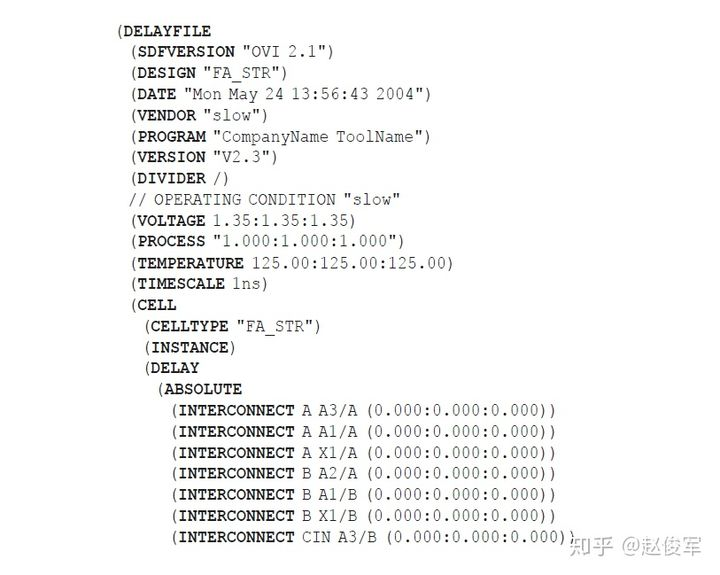 (DELAYFILE
(SDFVERSION "OVI 2.1")
(DESIGN "FA_STR")
(DATE "Mon May 24 13:56:43 2004")
(VENDOR "slow")
(PROGRAM "CompanyName ToolName")
(VERSION "V2.3")
(DIVIDER /)
// OPERATING CONDITION "slow"
(VOLTAGE 1.35:1.35:1.35)
(PROCESS "1.000:1.000:1.000")
(TEMPERATURE 125.00:125.00:125.00)
(TIMESCALE 1ns)
(CELL
(CELLTYPE "FA_STR")
(INSTANCE)
(DELAY
(ABSOLUTE
(INTERCONNECT A A3/A (0.000:0.000:0.000))
(INTERCONNECT A A1/A (0.000:0.000:0.000))
(INTERCONNECT A X1/A (0.000:0.000:0.000))
(INTERCONNECT B A2/A (0.000:0.000:0.000))
(INTERCONNECT B A1/B (0.000:0.000:0.000))
(INTERCONNECT B X1/B (0.000:0.000:0.000))
(INTERCONNECT CIN A3/B (0.000:0.000:0.000))
知乎 @赵俊军